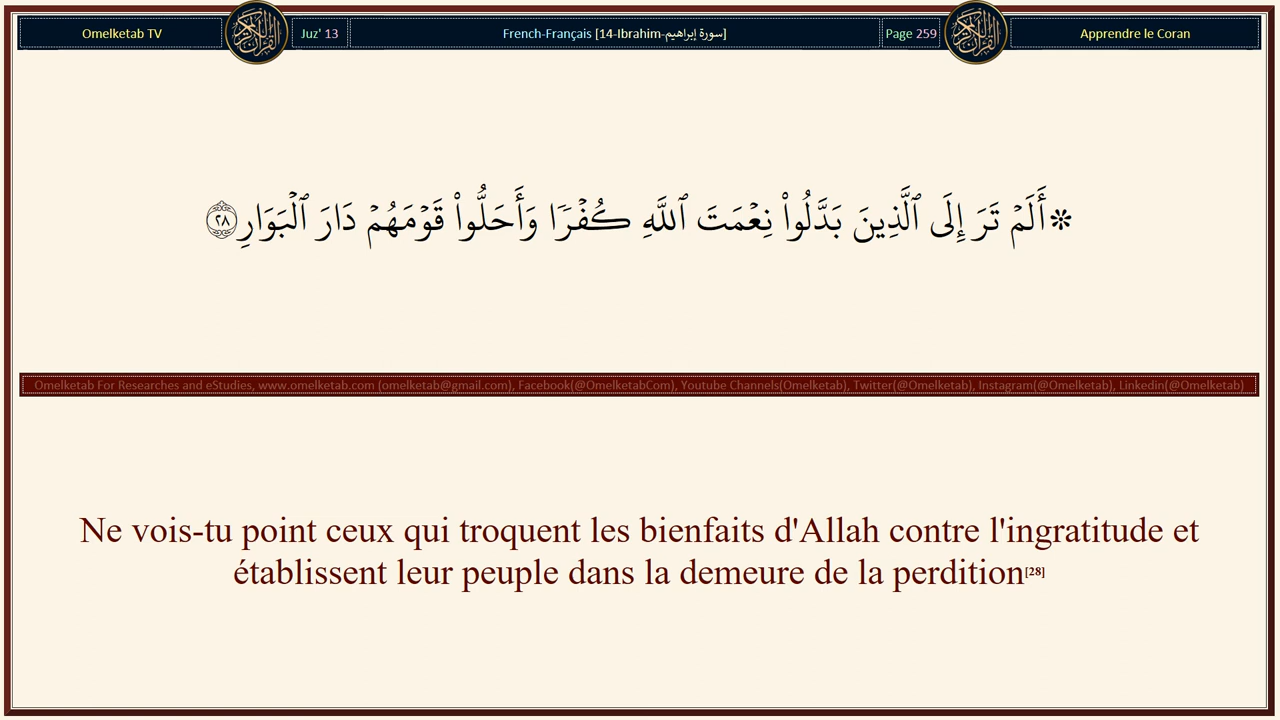 Omelketab TV
Juz' 13
French-Français [14-Ibrahim-سورة إبراهيم]
Page 259
Apprendre le Coran
۞أَلَمۡ تَرَ إِلَى ٱلَّذِينَ بَدَّلُواْ نِعۡمَتَ ٱللَّهِ كُفۡرٗا وَأَحَلُّواْ قَوۡمَهُمۡ دَارَ ٱلۡبَوَارِ ٢٨
Omelketab For Researches and eStudies, www.omelketab.com (omelketab@gmail.com), Facebook(@OmelketabCom), Youtube Channels(Omelketab), Twitter(@Omelketab), Instagram(@Omelketab), Linkedin(@Omelketab)
Ne vois-tu point ceux qui troquent les bienfaits d'Allah contre l'ingratitude et
établissent leur peuple dans la demeure de la perdition[28]